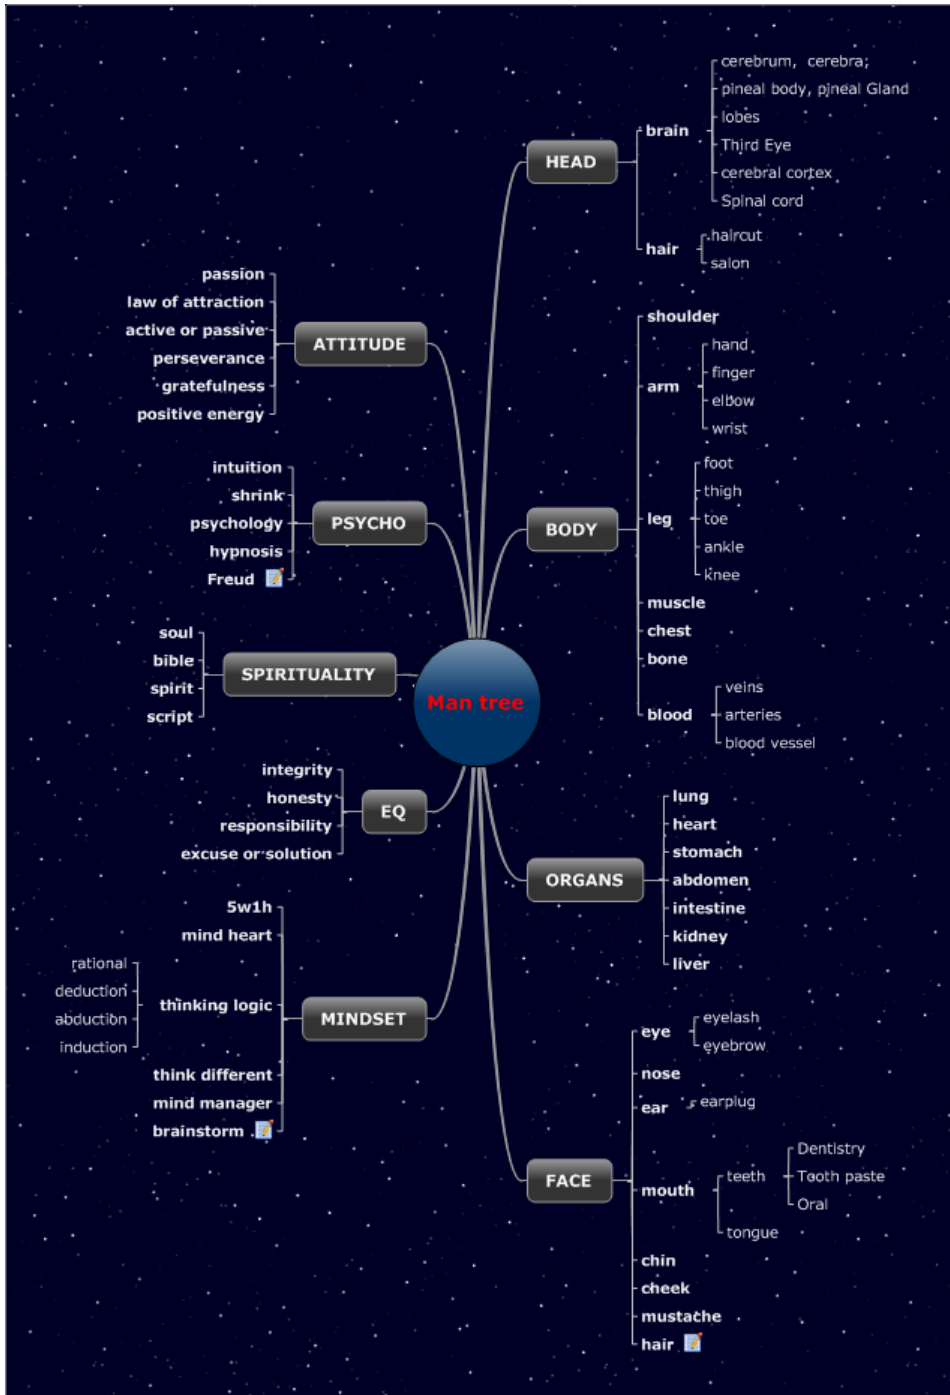 Man tree
HEAD
brain
cerebrum, cerebra;
pineal body, pineal Gland
lobes
Third Eye
cerebral cortex
Spinal cord
hair
haircut
salon
BODY
shoulder
arm
hand
finger
elbow
wrist
leg
foot
thigh
toe
ankle
knee
muscle
chest
bone
blood
veins
arteries
blood vessel
ORGANS
lung
heart
stomach
abdomen
intestine
kidney
liver
FACE
eye
eyelash
eyebrow
nose
ear
earplug
mouth
teeth
Dentistry
Tooth paste
Oral
tongue
chin
cheek
mustache
hair
ATTITUDE
passion
law of attraction
active or passive
perseverance
gratefulness
positive energy
PSYCHO
intuition
shrink
psychology
hypnosis
Freud
SPIRITUALITY
soul
bible
spirit
script
EQ
integrity
honesty
responsibility
excuse or solution
MINDSET
5w1h
mind heart
thinking logic
rational
deduction
abduction
induction
think different
mind manager
brainstorm